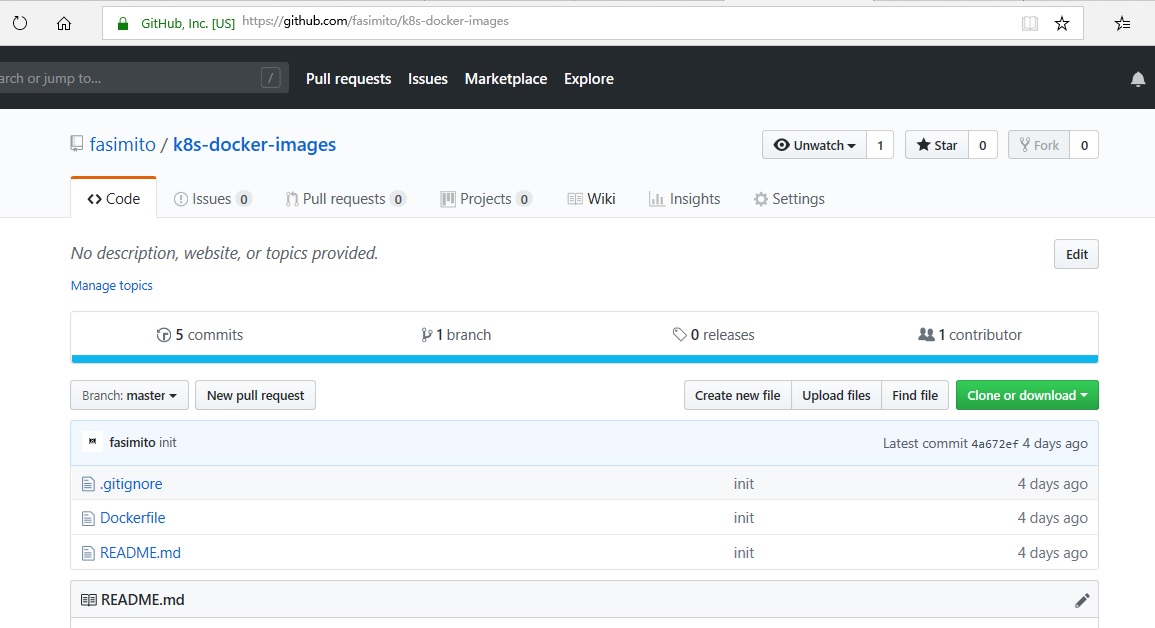 GitHub, Inc. [US] https://github.com/fasimito/k8s-docker-images
arch or jump to... / Pull requests Issues Marketplace Explore
fasimito / k8s-docker-images Unwatch 1 Star 0 Fork 0
Code Issues 0 Pull requests 0 Projects 0 Wiki Insights Settings
No description, website, or topics provided. Edit
Manage topics
5 commits 1 branch 0 releases 1 contributor
Branch: master New pull request Create new file Upload files Find file Clone or download
fasimito init Latest commit 4a672ef 4 days ago
.gitignore init 4 days ago
Dockerfile init 4 days ago
README.md init 4 days ago
README.md